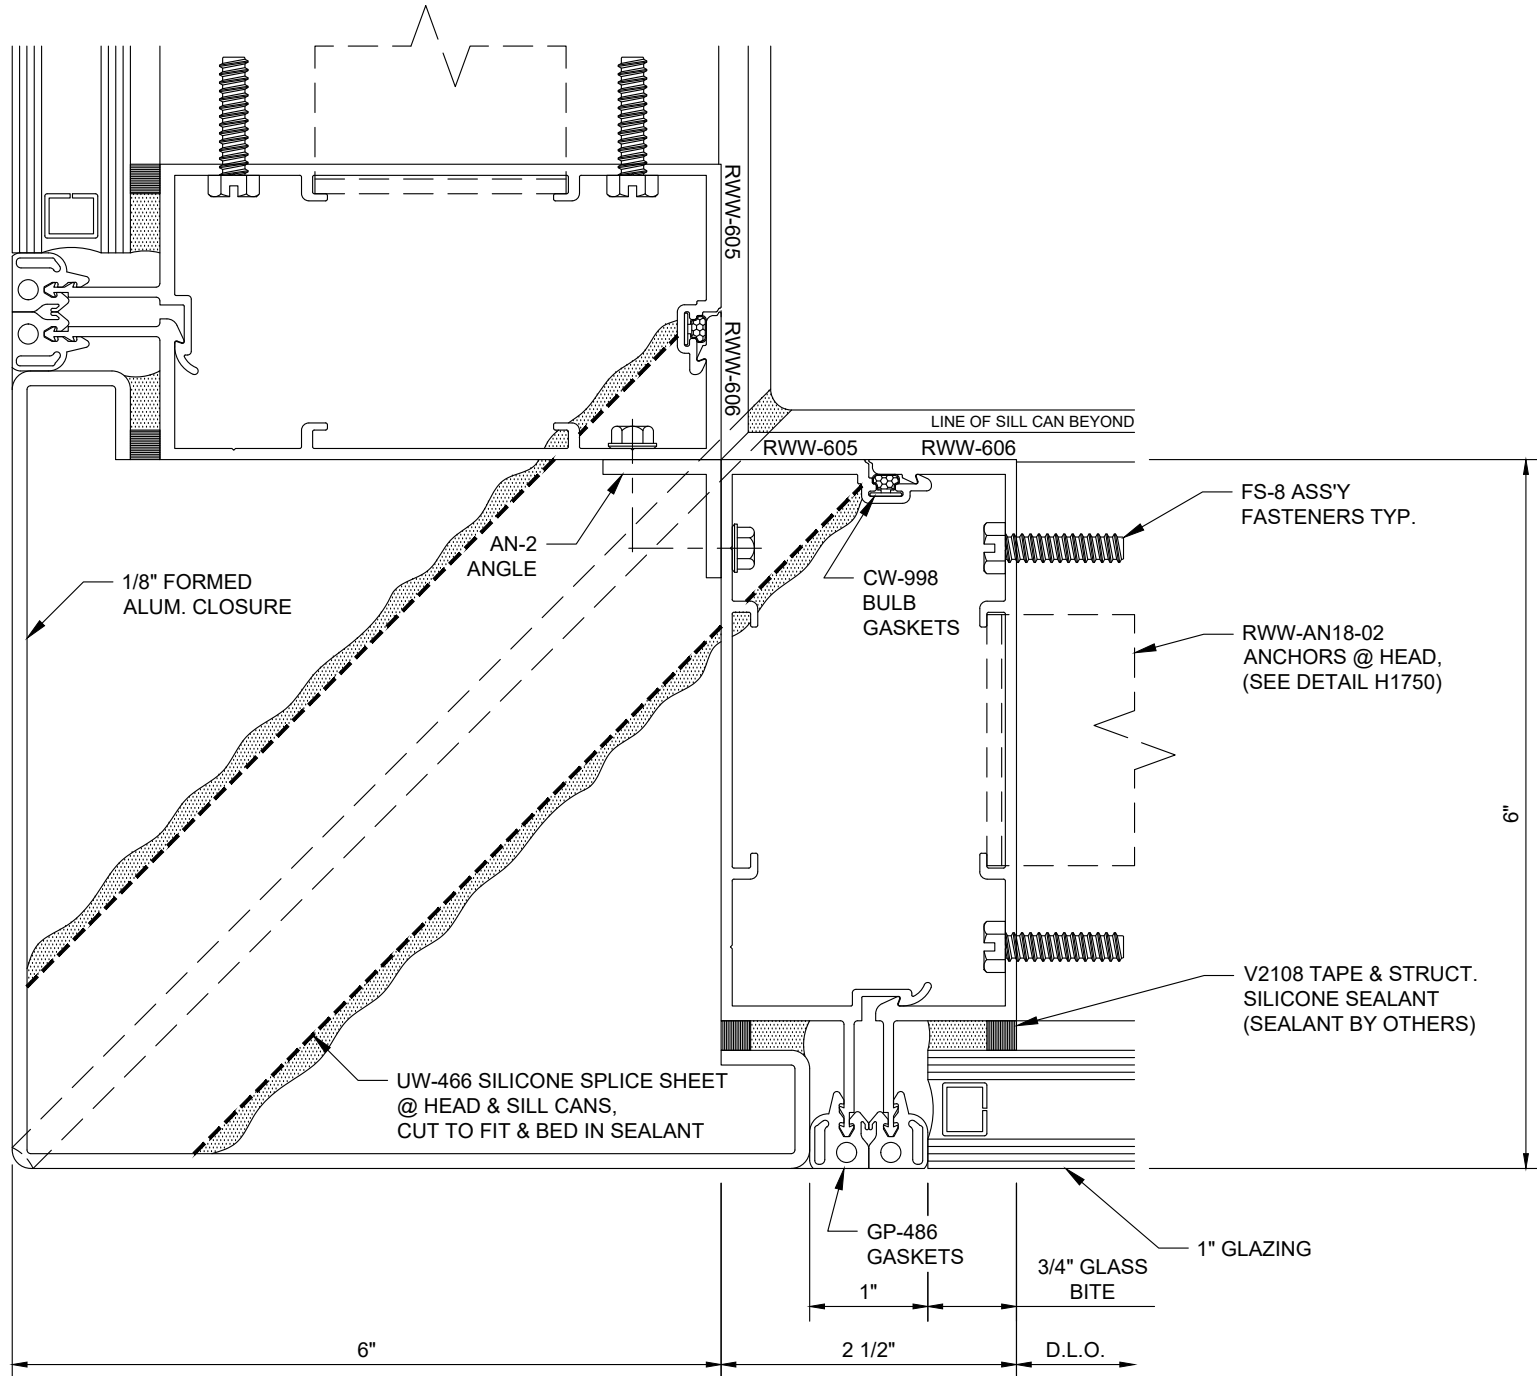 RWW-605
RWW-606
LINE OF SILL CAN BEYOND
RWW-605
RWW-606
FS-8 ASS'Y
FASTENERS TYP.
AN-2
ANGLE
1/8" FORMED
ALUM. CLOSURE
CW-998
BULB
GASKETS
RWW-AN18-02
ANCHORS @ HEAD,
(SEE DETAIL H1750)
6"
V2108 TAPE & STRUCT.
SILICONE SEALANT
(SEALANT BY OTHERS)
UW-466 SILICONE SPLICE SHEET
@ HEAD & SILL CANS,
CUT TO FIT & BED IN SEALANT
GP-486
GASKETS
1" GLAZING
3/4" GLASS
BITE
1"
6"
2 1/2"
D.L.O.